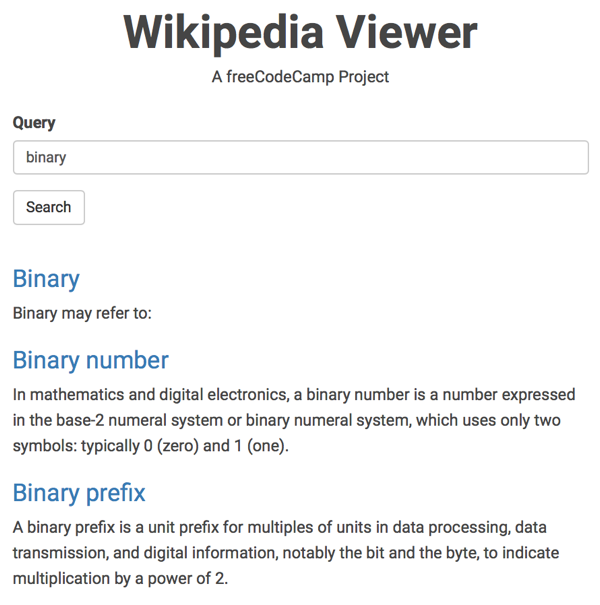 Wikipedia Viewer
A freeCodeCamp Project
Query
binary
Search
Binary
Binary may refer to:
Binary number
In mathematics and digital electronics, a binary number is a number expressed
in the base-2 numeral system or binary numeral system, which uses only two
symbols: typically 0 (zero) and 1 (one).
Binary prefix
A binary prefix is a unit prefix for multiples of units in data processing, data
transmission, and digital information, notably the bit and the byte, to indicate
multiplication by a power of 2.